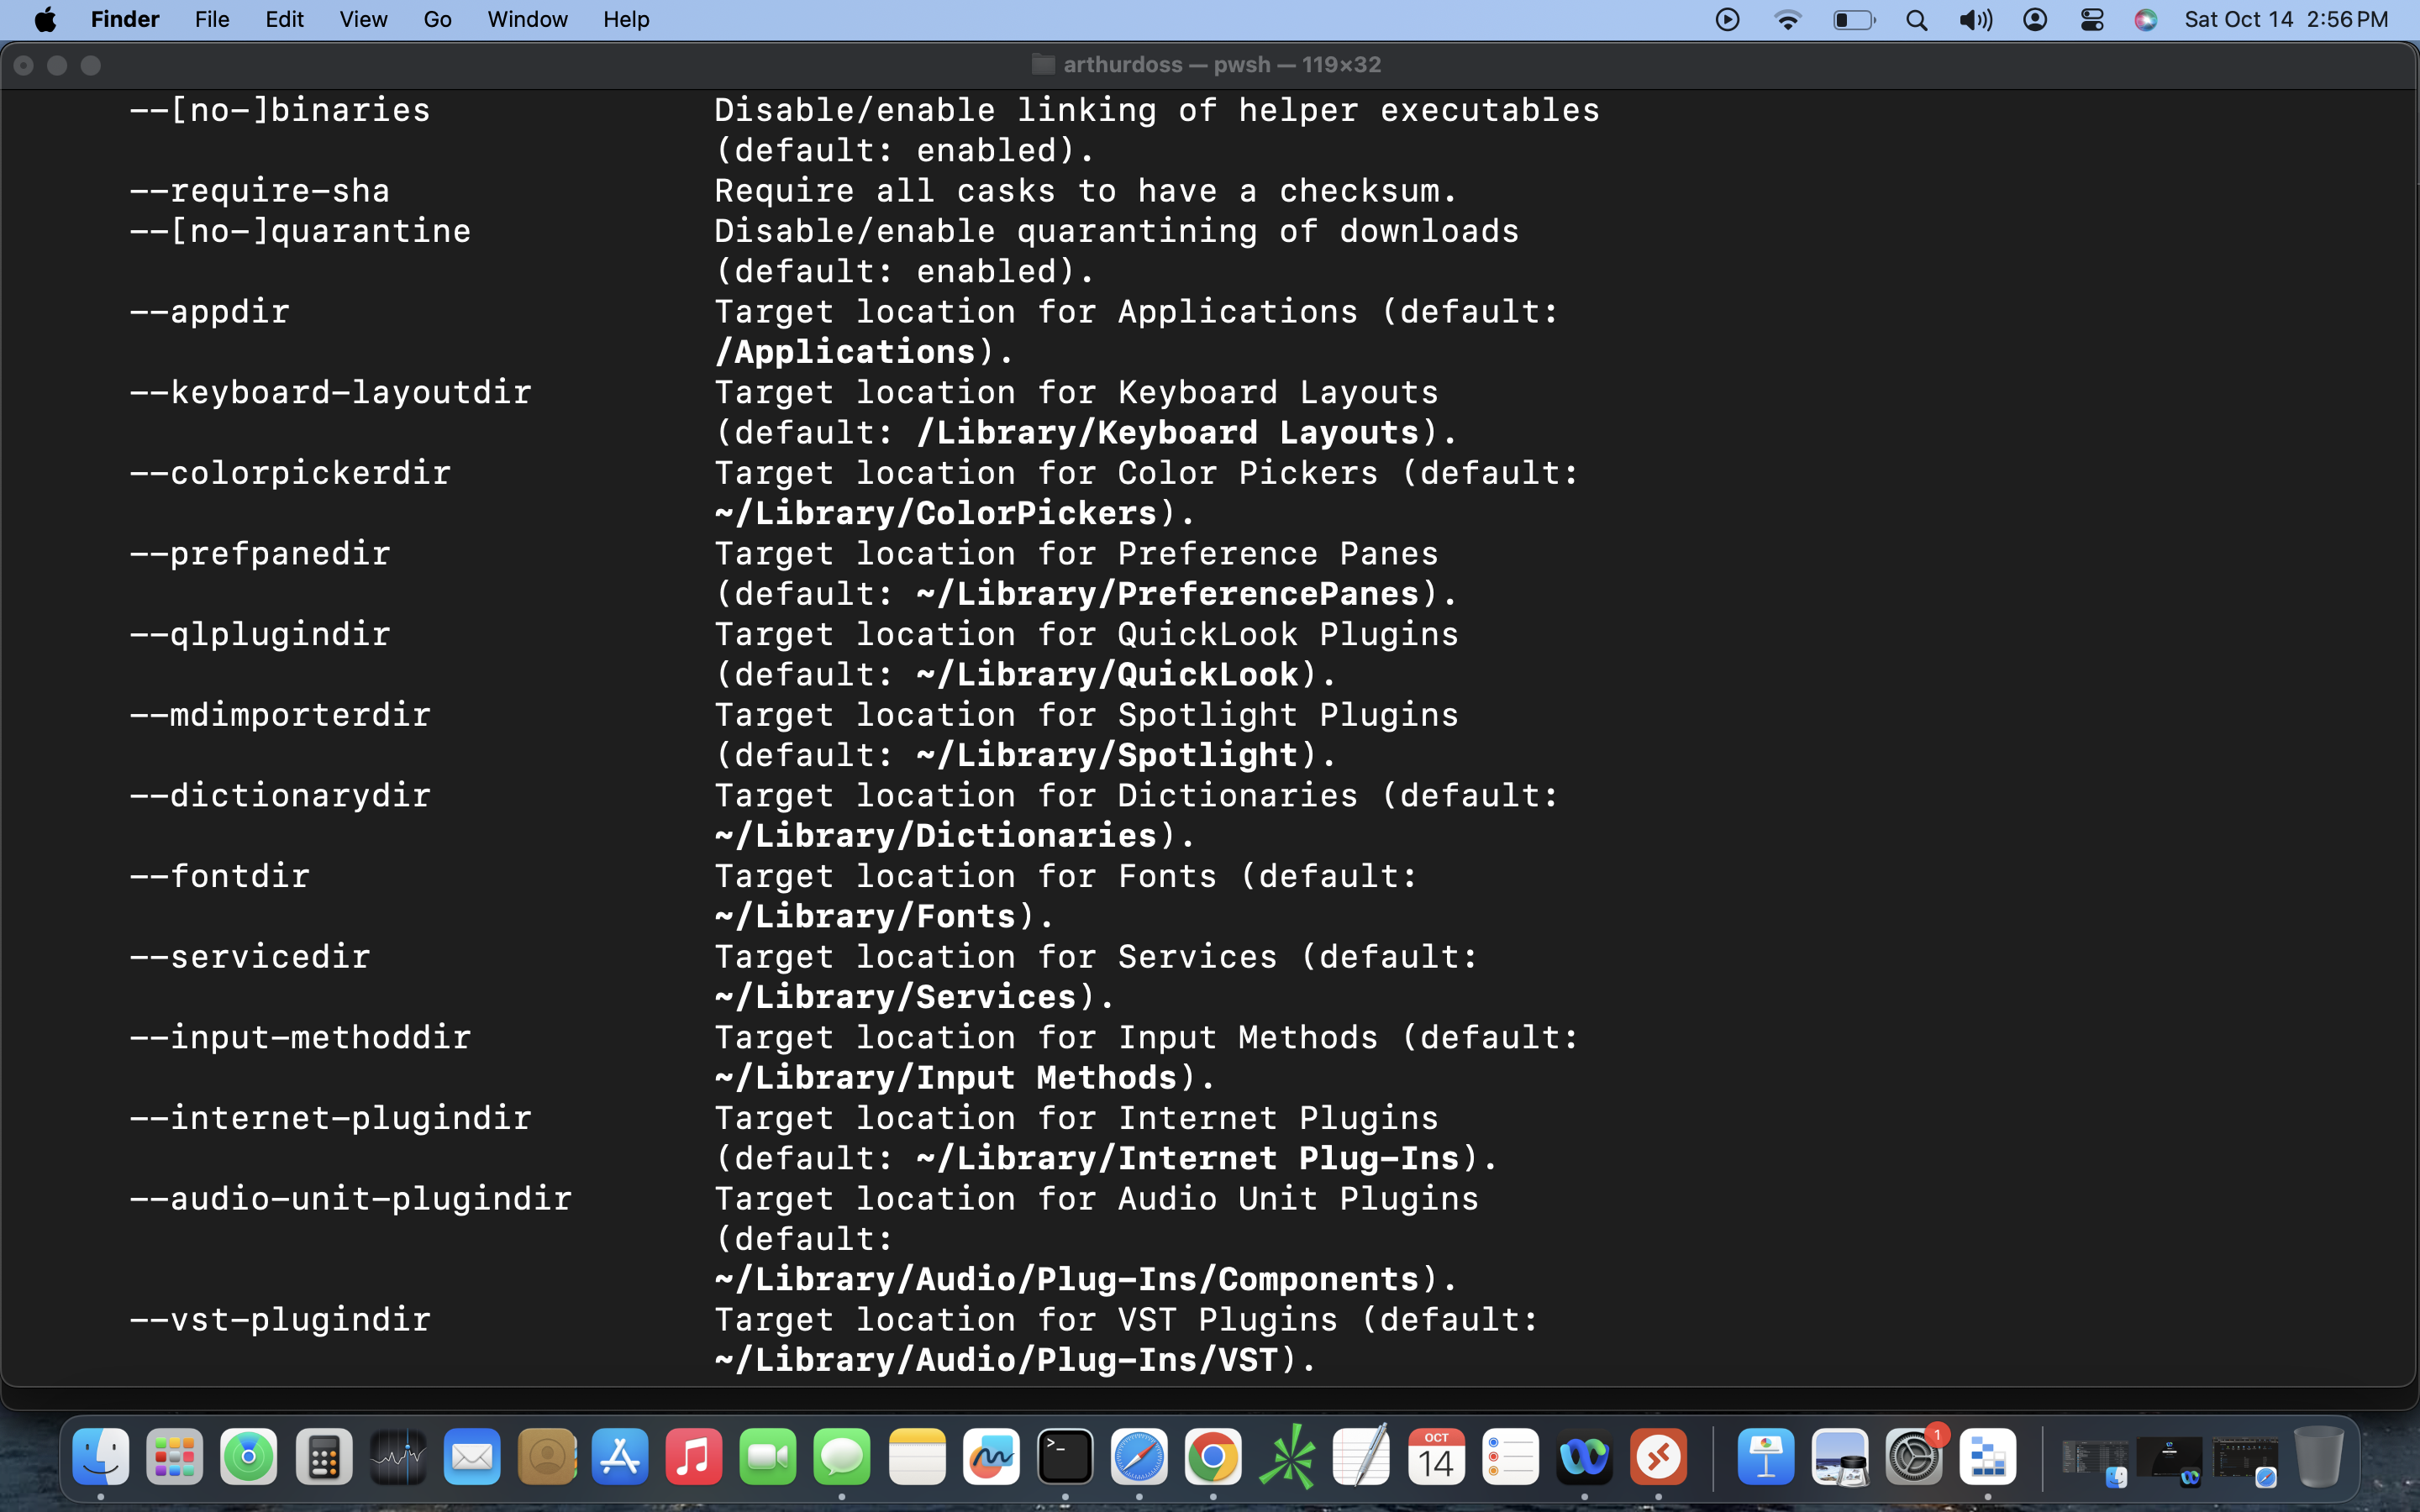 Finder File Edit View Go Window Help Sat Oct 14 2:56 PM
arthurdoss — pwsh — 119×32
--[no-]binaries Disable/enable linking of helper executables
(default: enabled).
--require-sha Require all casks to have a checksum.
--[no-]quarantine Disable/enable quarantining of downloads
(default: enabled).
--appdir Target location for Applications (default:
/Applications).
--keyboard-layoutdir Target location for Keyboard Layouts
(default: /Library/Keyboard Layouts).
--colorpickerdir Target location for Color Pickers (default:
~/Library/ColorPickers).
--prefpanedir Target location for Preference Panes
(default: ~/Library/PreferencePanes).
--qlplugindir Target location for QuickLook Plugins
(default: ~/Library/QuickLook).
--mdimporterdir Target location for Spotlight Plugins
(default: ~/Library/Spotlight).
--dictionarydir Target location for Dictionaries (default:
~/Library/Dictionaries).
--fontdir Target location for Fonts (default:
~/Library/Fonts).
--servicedir Target location for Services (default:
~/Library/Services).
--input-methoddir Target location for Input Methods (default:
~/Library/Input Methods).
--internet-plugindir Target location for Internet Plugins
(default: ~/Library/Internet Plug-Ins).
--audio-unit-plugindir Target location for Audio Unit Plugins
(default:
~/Library/Audio/Plug-Ins/Components).
--vst-plugindir Target location for VST Plugins (default:
~/Library/Audio/Plug-Ins/VST).
OCT
14
1